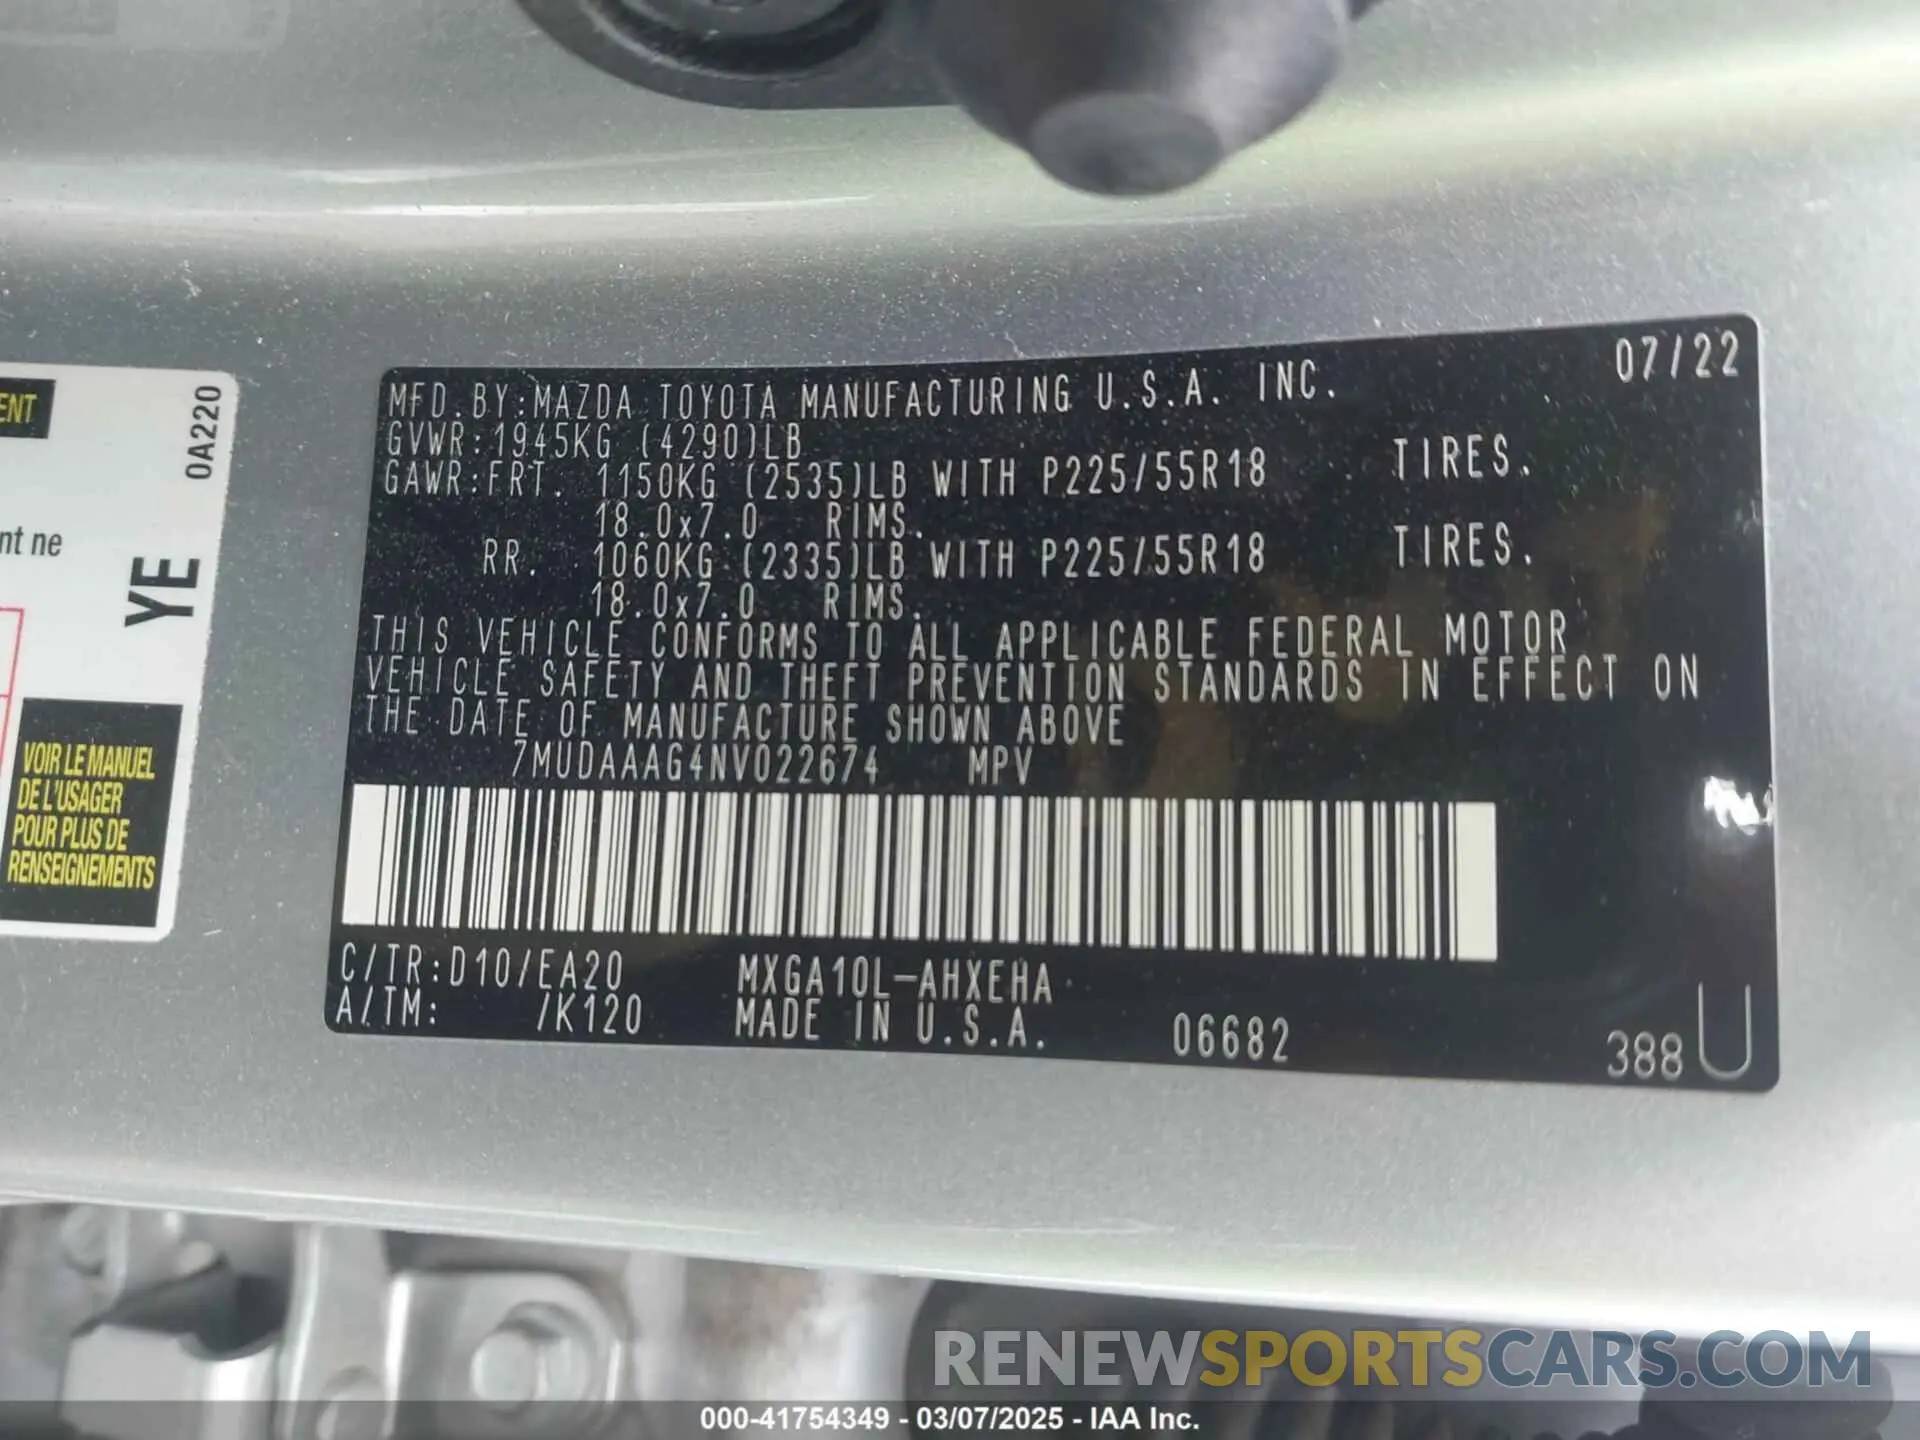 ENT
0A220
nt ne
YE
VOIR LE MANUEL
DE L'USAGER
POUR PLUS DE
RENSEIGNEMENTS
MFD.BY:MAZDA TOYOTA MANUFACTURING U.S.A. INC. 07/22
GVWR:1945KG (4290)LB
GAWR:FRT. 1150KG (2535)LB WITH P225/55R18 TIRES.
18.0x7.0 RIMS.
RR. 1060KG (2335)LB WITH P225/55R18 TIRES.
18.0x7.0 RIMS.
THIS VEHICLE CONFORMS TO ALL APPLICABLE FEDERAL MOTOR
VEHICLE SAFETY AND THEFT PREVENTION STANDARDS IN EFFECT ON
THE DATE OF MANUFACTURE SHOWN ABOVE
7MUDAAAG4NV022674 MPV
C/TR:D10/EA20 MXGA10L-AHXEHA
A/TM: /K120 MADE IN U.S.A. 06682 388 U
RENEWSPORTSCARS.COM
000-41754349 - 03/07/2025 - IAA Inc.